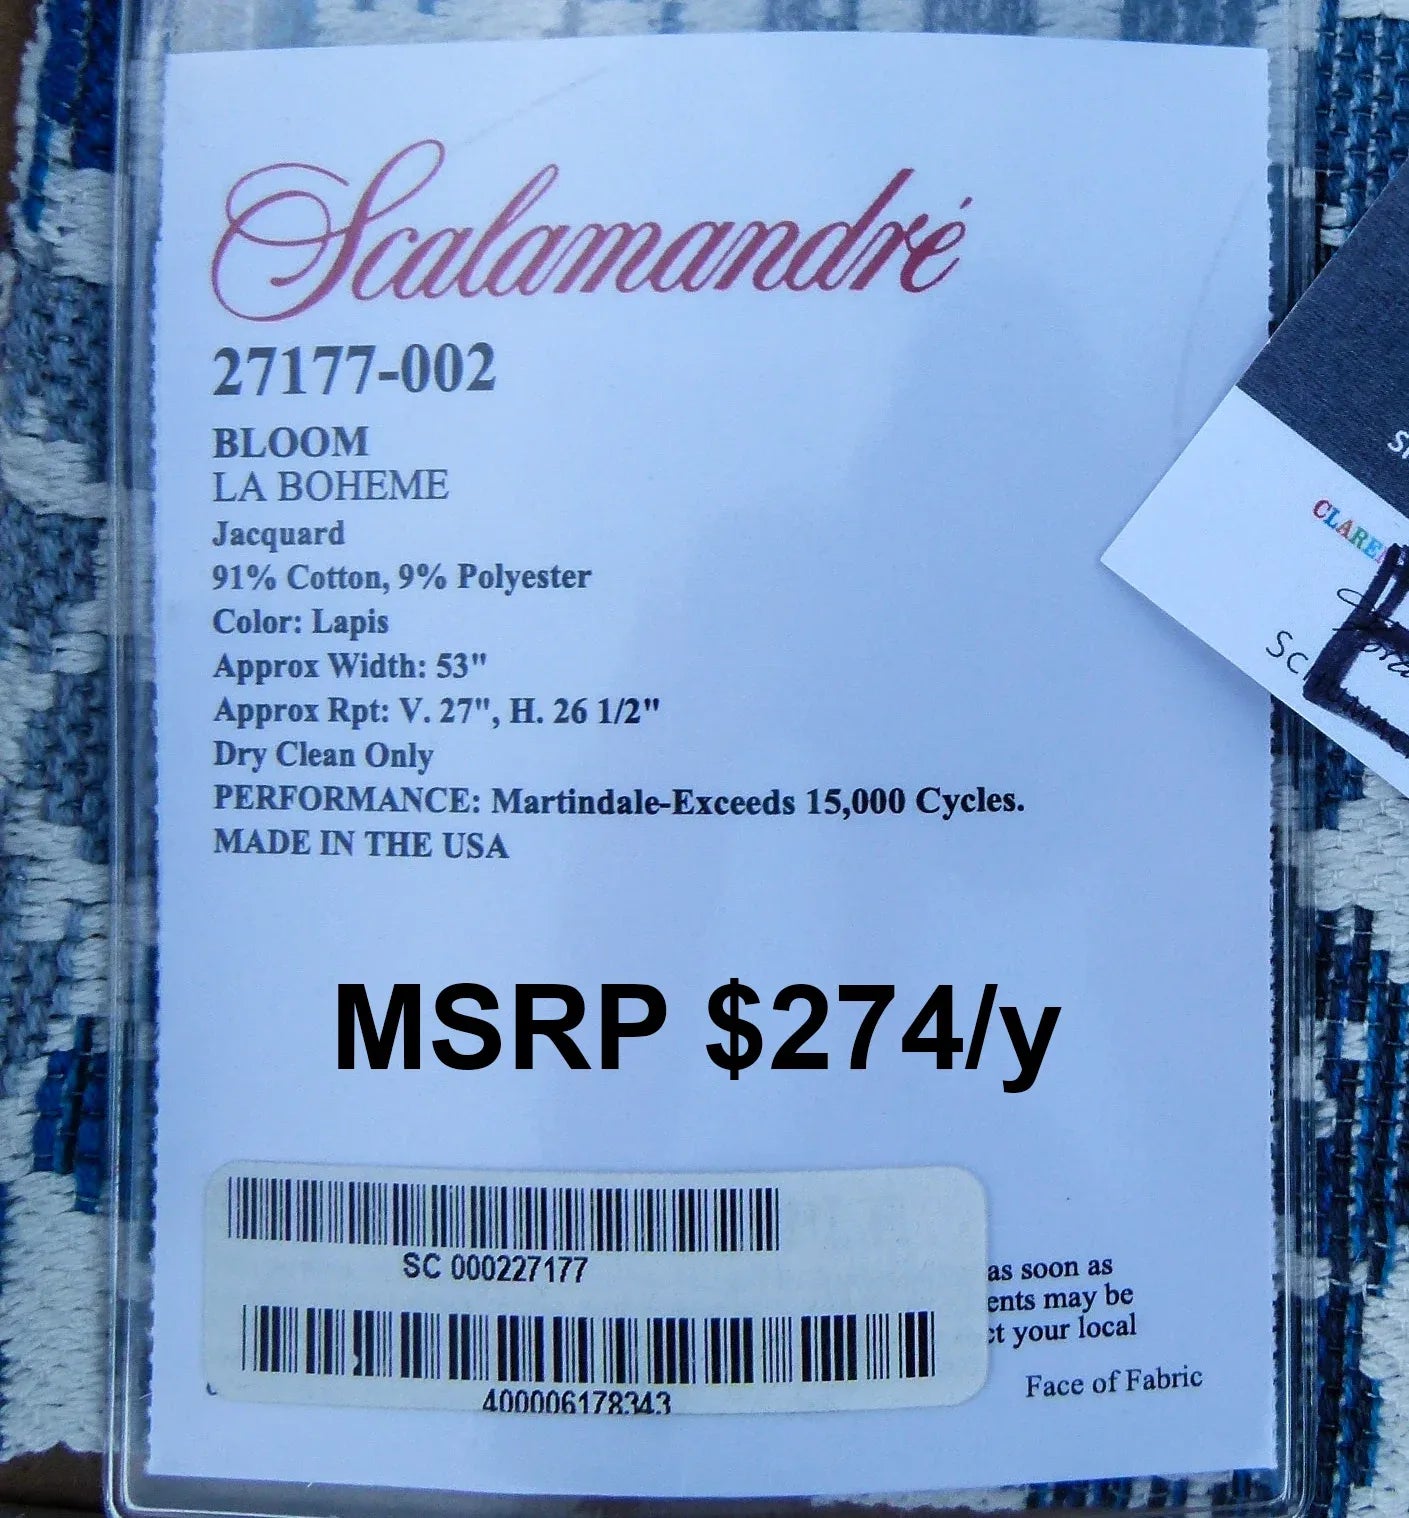 Scalamandré
27177-002
BLOOM
LA BOHEME
Jacquard
91% Cotton, 9% Polyester
Color: Lapis
Approx Width: 53"
Approx Rpt: V. 27", H. 26 1/2"
Dry Clean Only
PERFORMANCE: Martindale-Exceeds 15,000 Cycles.
MADE IN THE USA
MSRP $274/y
SC 000227177
400006178343
as soon as
ents may be
ct your local
Face of Fabric
CLARE
SC